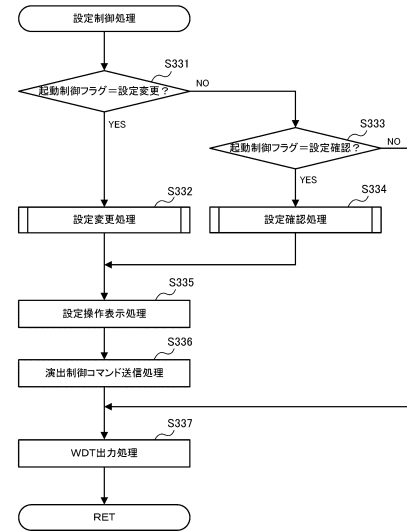 設定制御処理
S331
起動制御フラグ＝設定変更？
NO
S333
起動制御フラグ＝設定確認？
NO
YES
YES
S332
S334
設定変更処理
設定確認処理
S335
設定操作表示処理
S336
演出制御コマンド送信処理
S337
WDT出力処理
RET